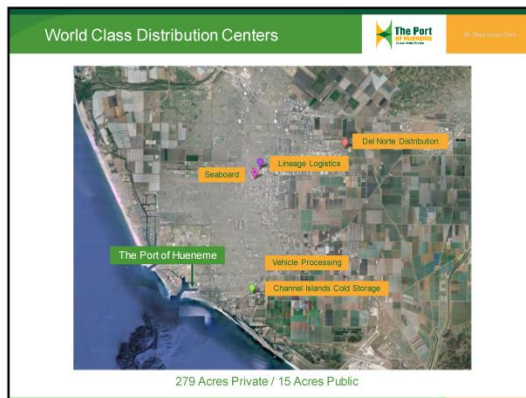 World Class Distribution Centers
The Port
OF HUENEME
Del Norte Distribution
Lineage Logistics
Seaboard
The Port of Hueneme
Vehicle Processing
Channel Islands Cold Storage
279 Acres Private / 15 Acres Public